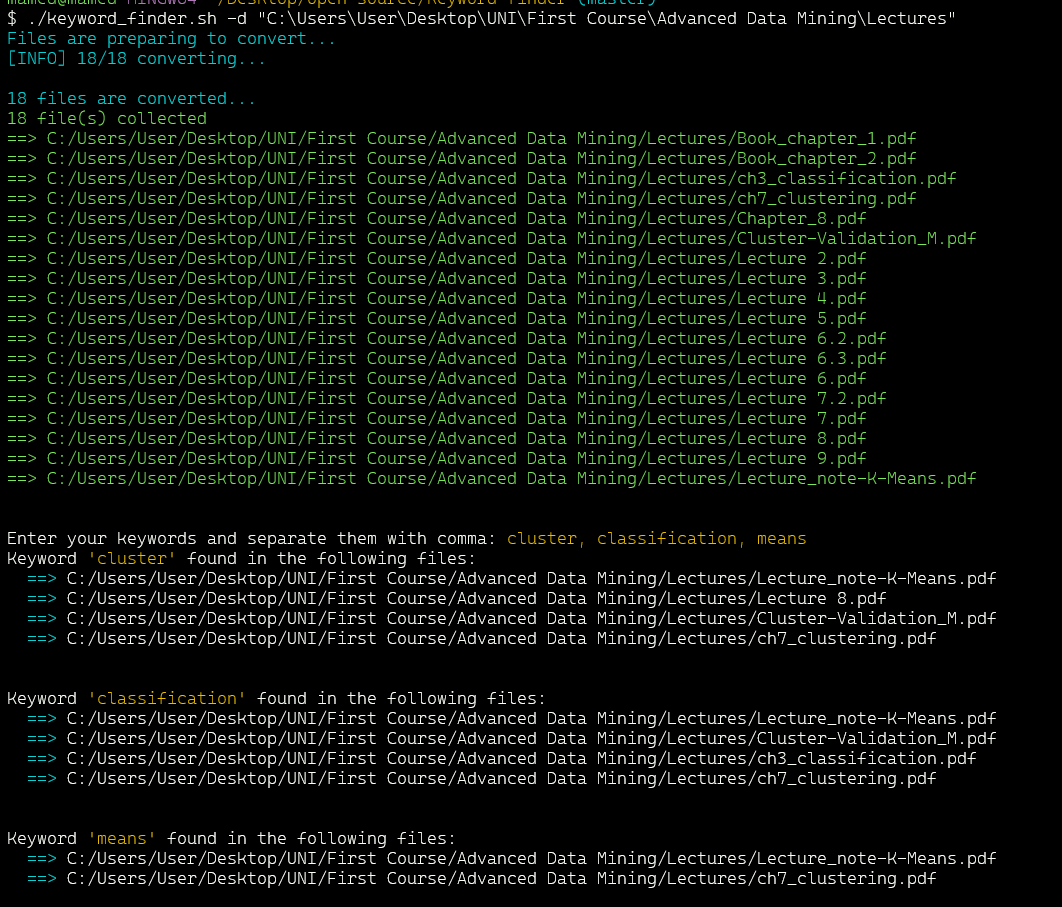 mamed@mamed MINGW64 ~/Desktop/open-source/keyword-finder (master)
$ ./keyword_finder.sh -d "C:\Users\User\Desktop\UNI\First Course\Advanced Data Mining\Lectures"
Files are preparing to convert...
[INFO] 18/18 converting...
18 files are converted...
18 file(s) collected
==> C:/Users/User/Desktop/UNI/First Course/Advanced Data Mining/Lectures/Book_chapter_1.pdf
==> C:/Users/User/Desktop/UNI/First Course/Advanced Data Mining/Lectures/Book_chapter_2.pdf
==> C:/Users/User/Desktop/UNI/First Course/Advanced Data Mining/Lectures/ch3_classification.pdf
==> C:/Users/User/Desktop/UNI/First Course/Advanced Data Mining/Lectures/ch7_clustering.pdf
==> C:/Users/User/Desktop/UNI/First Course/Advanced Data Mining/Lectures/Chapter_8.pdf
==> C:/Users/User/Desktop/UNI/First Course/Advanced Data Mining/Lectures/Cluster-Validation_M.pdf
==> C:/Users/User/Desktop/UNI/First Course/Advanced Data Mining/Lectures/Lecture 2.pdf
==> C:/Users/User/Desktop/UNI/First Course/Advanced Data Mining/Lectures/Lecture 3.pdf
==> C:/Users/User/Desktop/UNI/First Course/Advanced Data Mining/Lectures/Lecture 4.pdf
==> C:/Users/User/Desktop/UNI/First Course/Advanced Data Mining/Lectures/Lecture 5.pdf
==> C:/Users/User/Desktop/UNI/First Course/Advanced Data Mining/Lectures/Lecture 6.2.pdf
==> C:/Users/User/Desktop/UNI/First Course/Advanced Data Mining/Lectures/Lecture 6.3.pdf
==> C:/Users/User/Desktop/UNI/First Course/Advanced Data Mining/Lectures/Lecture 6.pdf
==> C:/Users/User/Desktop/UNI/First Course/Advanced Data Mining/Lectures/Lecture 7.2.pdf
==> C:/Users/User/Desktop/UNI/First Course/Advanced Data Mining/Lectures/Lecture 7.pdf
==> C:/Users/User/Desktop/UNI/First Course/Advanced Data Mining/Lectures/Lecture 8.pdf
==> C:/Users/User/Desktop/UNI/First Course/Advanced Data Mining/Lectures/Lecture 9.pdf
==> C:/Users/User/Desktop/UNI/First Course/Advanced Data Mining/Lectures/Lecture_note-K-Means.pdf
Enter your keywords and separate them with comma: cluster, classification, means
Keyword 'cluster' found in the following files:
==> C:/Users/User/Desktop/UNI/First Course/Advanced Data Mining/Lectures/Lecture_note-K-Means.pdf
==> C:/Users/User/Desktop/UNI/First Course/Advanced Data Mining/Lectures/Lecture 8.pdf
==> C:/Users/User/Desktop/UNI/First Course/Advanced Data Mining/Lectures/Cluster-Validation_M.pdf
==> C:/Users/User/Desktop/UNI/First Course/Advanced Data Mining/Lectures/ch7_clustering.pdf
Keyword 'classification' found in the following files:
==> C:/Users/User/Desktop/UNI/First Course/Advanced Data Mining/Lectures/Lecture_note-K-Means.pdf
==> C:/Users/User/Desktop/UNI/First Course/Advanced Data Mining/Lectures/Cluster-Validation_M.pdf
==> C:/Users/User/Desktop/UNI/First Course/Advanced Data Mining/Lectures/ch3_classification.pdf
==> C:/Users/User/Desktop/UNI/First Course/Advanced Data Mining/Lectures/ch7_clustering.pdf
Keyword 'means' found in the following files:
==> C:/Users/User/Desktop/UNI/First Course/Advanced Data Mining/Lectures/Lecture_note-K-Means.pdf
==> C:/Users/User/Desktop/UNI/First Course/Advanced Data Mining/Lectures/ch7_clustering.pdf